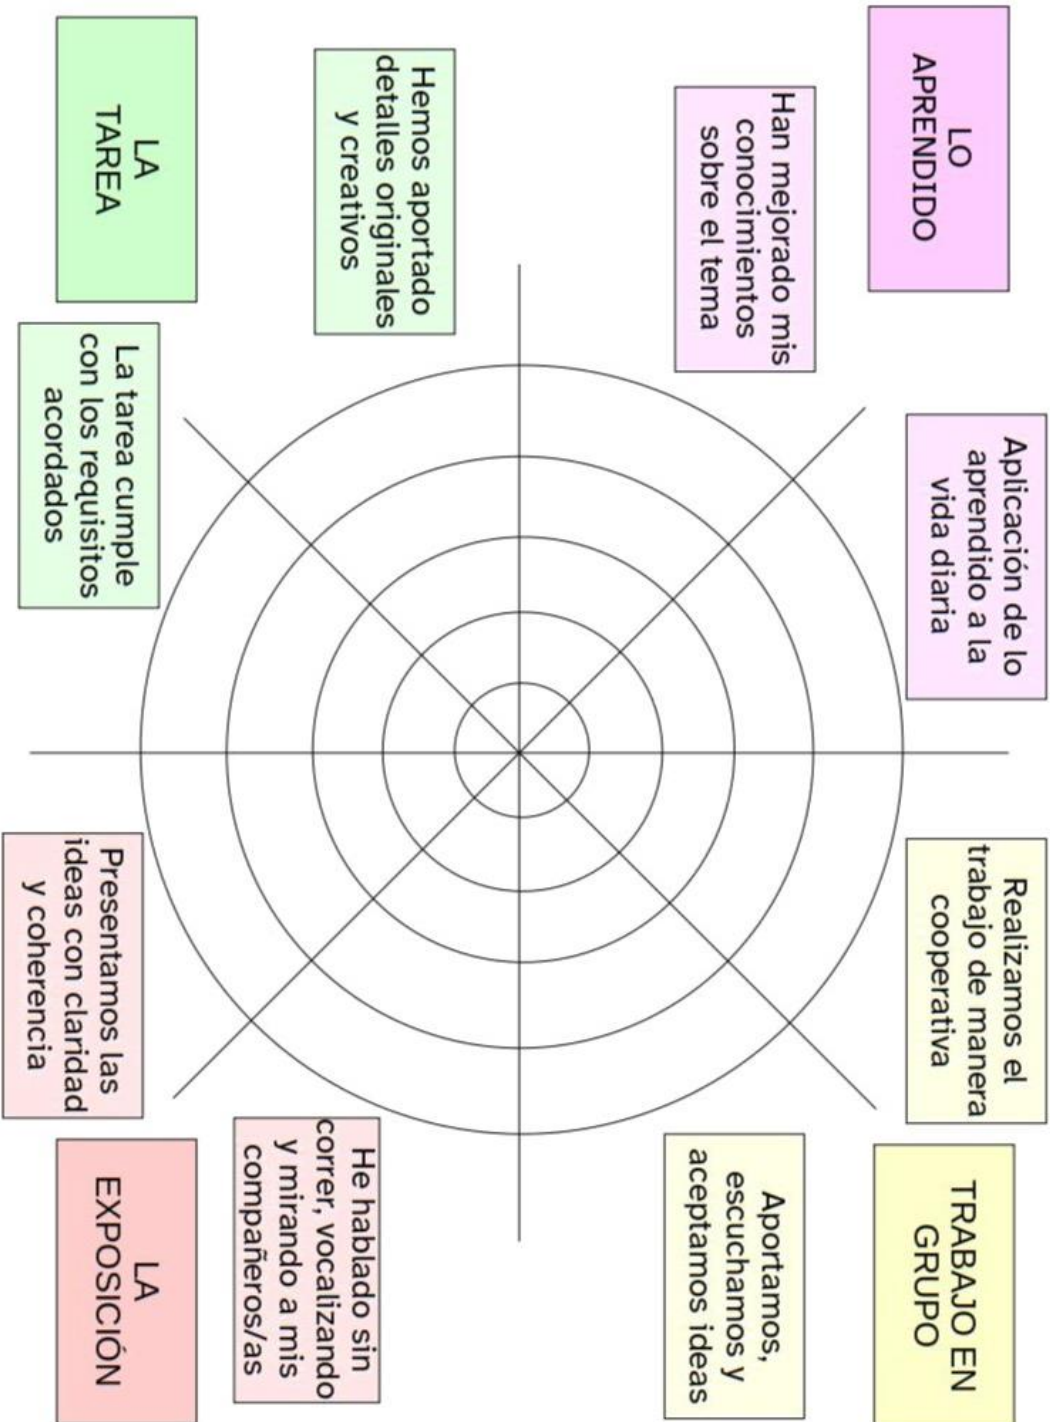 LO
APRENDIDO
Han mejorado mis
conocimientos
sobre el tema
Aplicación de lo
aprendido a la
vida diaria
Realizamos el
trabajo de manera
cooperativa
TRABAJO EN
GRUPO
Aportamos,
escuchamos y
aceptamos ideas
Hemos aportado
detalles originales
y creativos
LA
TAREA
La tarea cumple
con los requisitos
acordados
Presentamos las
ideas con claridad
y coherencia
He hablado sin
correr, vocalizando
y mirando a mis
compañeros/as
LA
EXPOSICIÓN